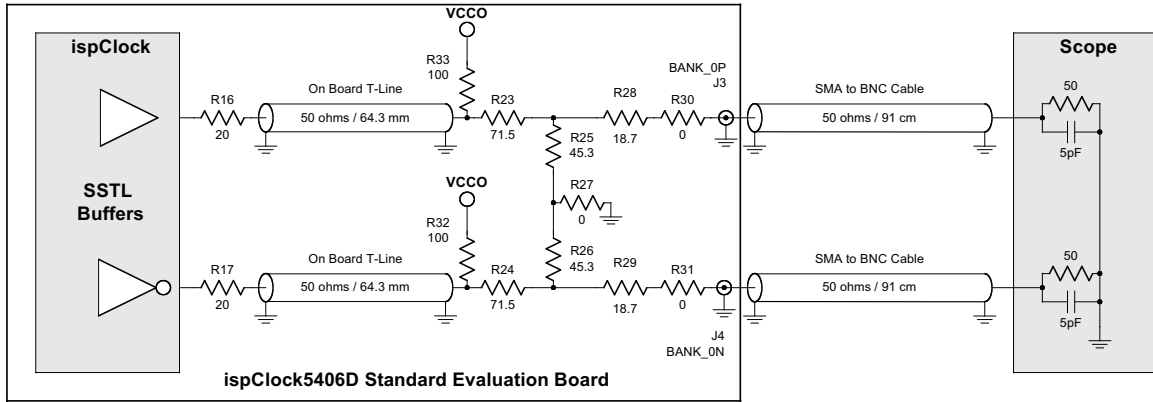 VCCO
ispClock
Scope
R33
100
BANK_0P
J3
R16
20
On Board T-Line
50 ohms / 64.3 mm
R23
71.5
R28
18.7
R30
0
SMA to BNC Cable
50 ohms / 91 cm
50
5pF
R25
45.3
SSTL
Buffers
VCCO
R27
0
R32
100
R26
45.3
R17
20
On Board T-Line
50 ohms / 64.3 mm
R24
71.5
R29
18.7
R31
0
SMA to BNC Cable
50 ohms / 91 cm
50
5pF
J4
BANK_0N
ispClock5406D Standard Evaluation Board